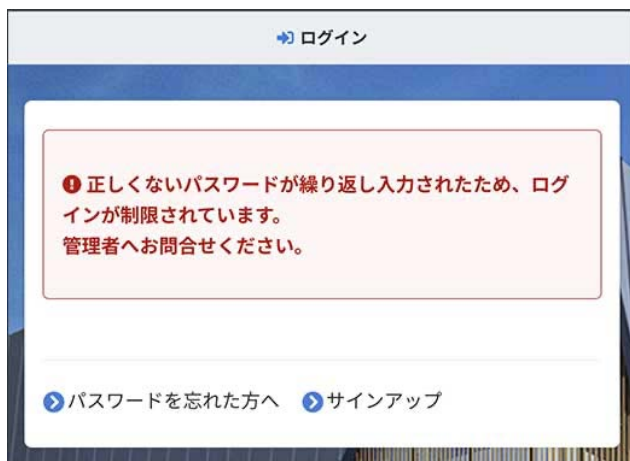 ログイン
正しくないパスワードが繰り返し入力されたため、ログ
インが制限されています。
管理者へお問合せください。
パスワードを忘れた方へ サインアップ